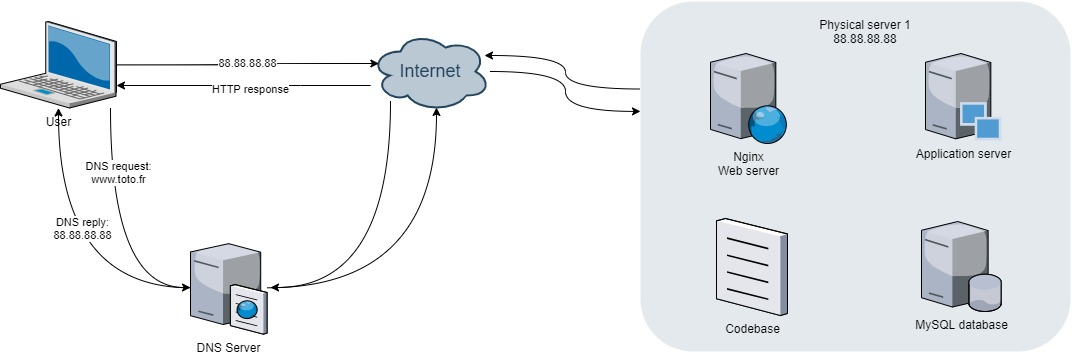 Physical server 1
88.88.88.88
88.88.88.88
Internet
HTTP response
User
Nginx
Web server
Application server
DNS request:
www.toto.fr
DNS reply:
88.88.88.88
DNS Server
Codebase
MySQL database